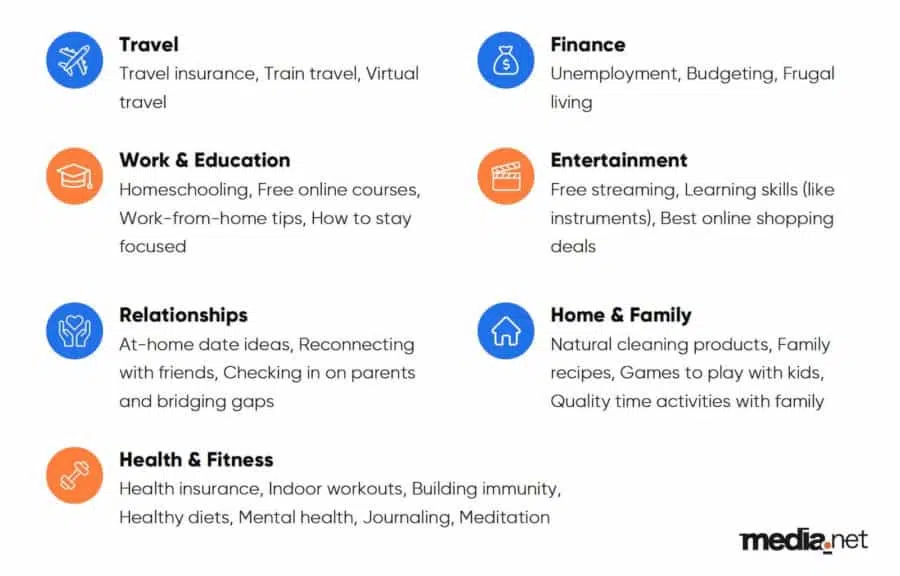 Travel
Travel insurance, Train travel, Virtual
travel
Finance
Unemployment, Budgeting, Frugal
living
Work & Education
Homeschooling, Free online courses,
Work-from-home tips, How to stay
focused
Entertainment
Free streaming, Learning skills (like
instruments), Best online shopping
deals
Relationships
At-home date ideas, Reconnecting
with friends, Checking in on parents
and bridging gaps
Home & Family
Natural cleaning products, Family
recipes, Games to play with kids,
Quality time activities with family
Health & Fitness
Health insurance, Indoor workouts, Building immunity,
Healthy diets, Mental health, Journaling, Meditation
media.net